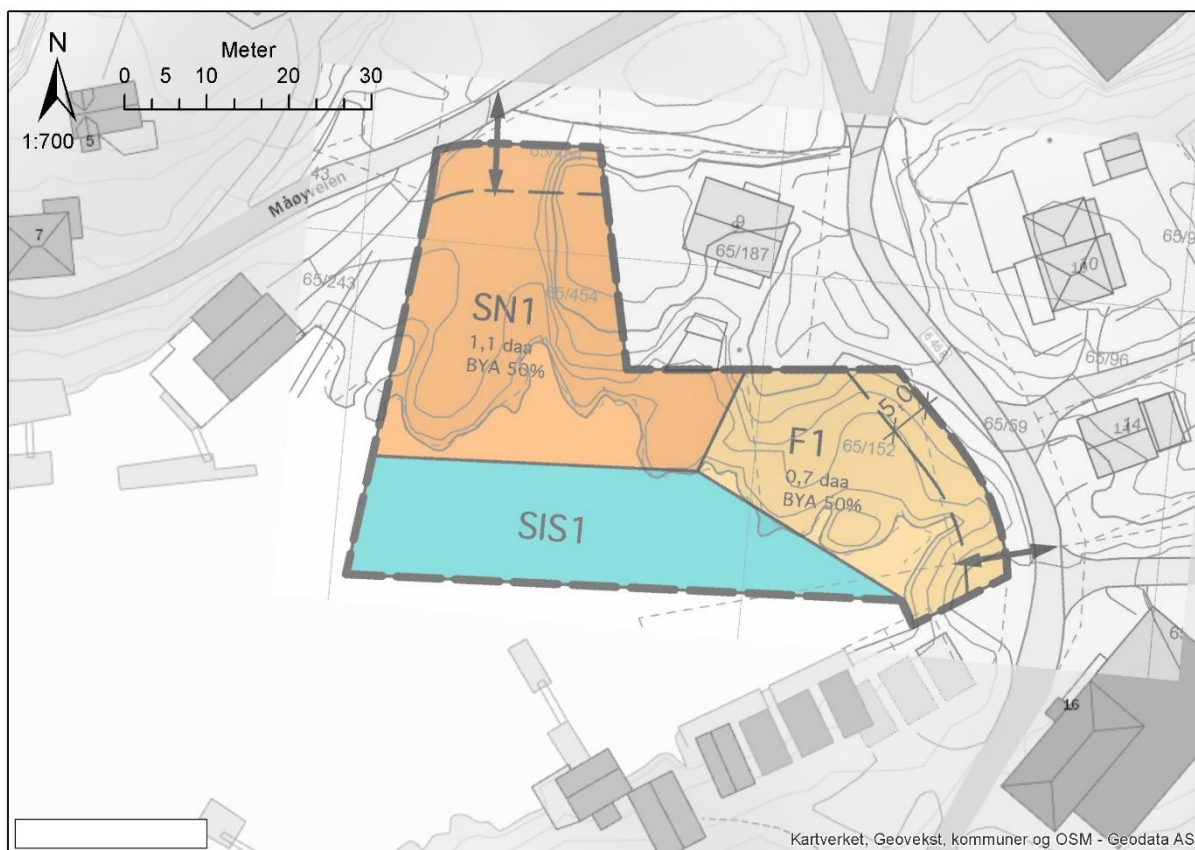 N
Meter
0 5 10 20 30
1:700
5
7
43
Måøyveien
65/243
65/454
9
65/187
10
65/96
6468
65/59
14
SN1
1,1 daa
BYA 50%
5.0
F1
65/152
0,7 daa
BYA 50%
SIS1
16
Kartverket, Geovekst, kommuner og OSM - Geodata AS